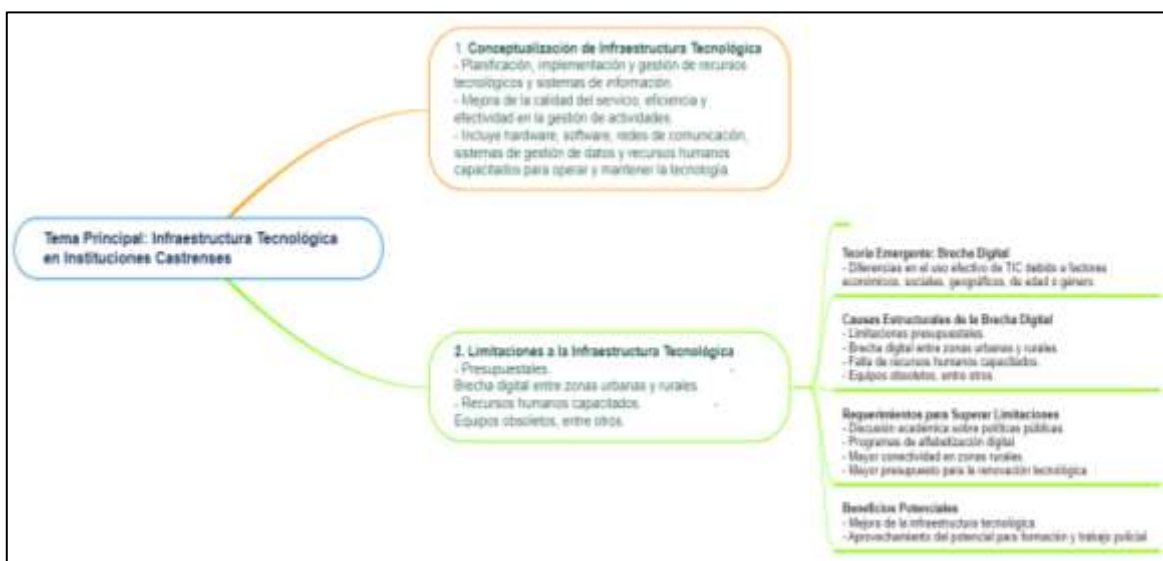 1. Conceptualización de Infraestructura Tecnológica
- Planificación, implementación y gestión de recursos
tecnológicos y sistemas de información.
- Mejora de la calidad del servicio, eficiencia y
efectividad en la gestión de actividades.
- Incluye hardware, software, redes de comunicación,
sistemas de gestión de datos y recursos humanos
capacitados para operar y mantener la tecnología.
Tema Principal: Infraestructura Tecnológica
en Instituciones Castrenses
2. Limitaciones a la Infraestructura Tecnológica
- Presupuestales. -
Brecha digital entre zonas urbanas y rurales
- Recursos humanos capacitados. -
Equipos obsoletos, entre otros.
Teoría Emergente: Brecha Digital
- Diferencias en el uso efectivo de TIC debido a factores
económicos, sociales, geográficos, de edad o género.
Causas Estructurales de la Brecha Digital
- Limitaciones presupuestales.
- Brecha digital entre zonas urbanas y rurales
- Falta de recursos humanos capacitados.
- Equipos obsoletos, entre otros.
Requerimientos para Superar Limitaciones
- Discusión académica sobre políticas públicas
- Programas de alfabetización digital
- Mayor conectividad en zonas rurales.
- Mayor presupuesto para la renovación tecnológica
Beneficios Potenciales
- Mejora de la infraestructura tecnológica
- Aprovechamiento del potencial para formación y trabajo policial